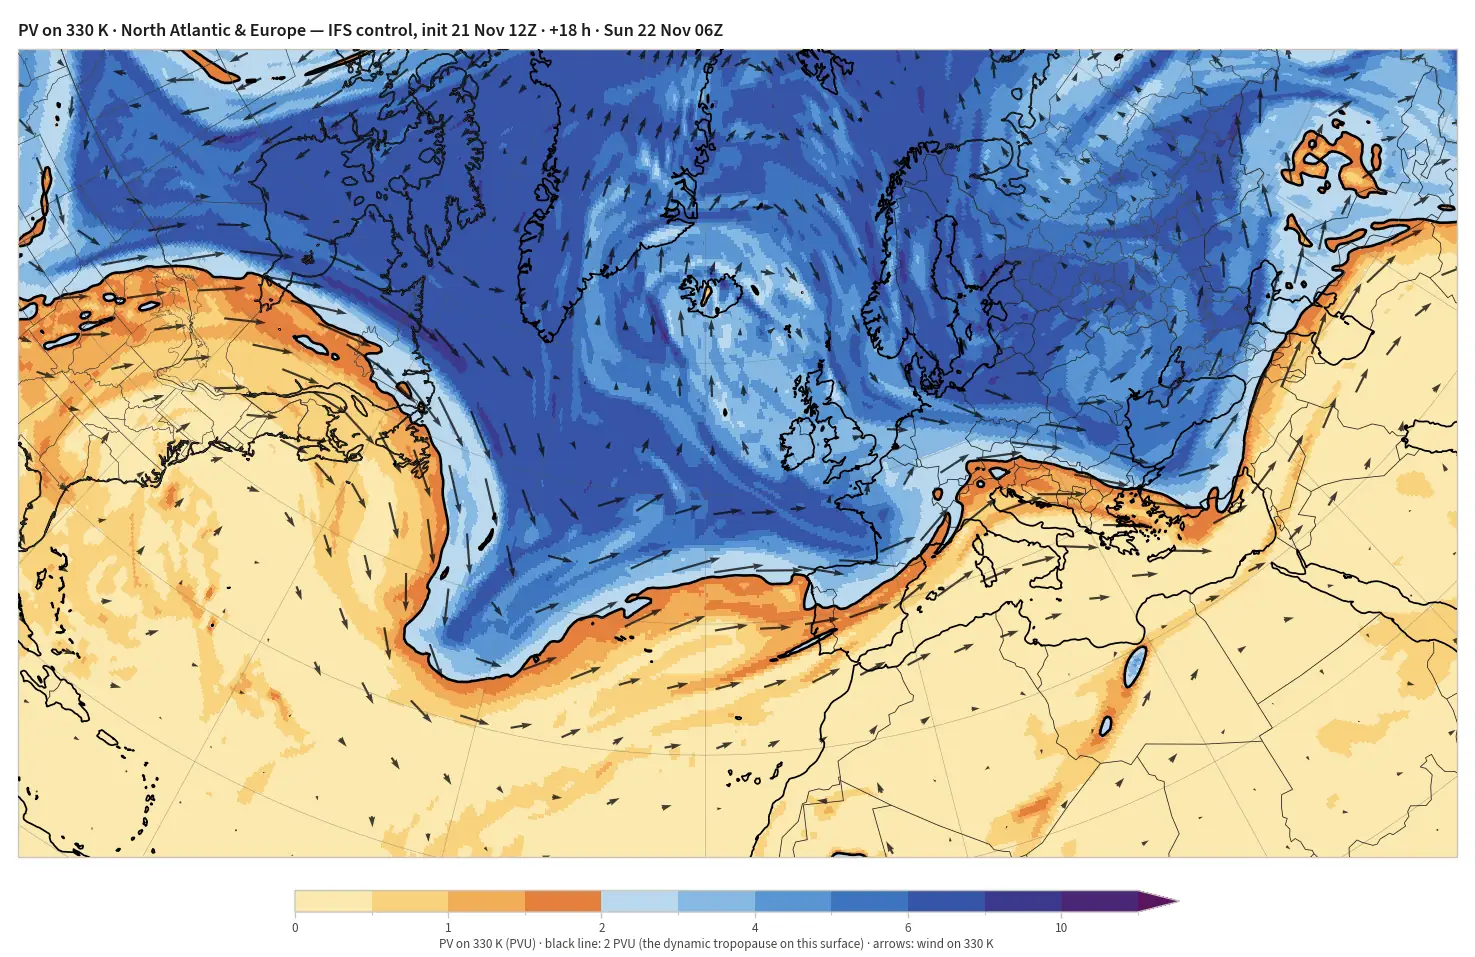 PV on 330 K · North Atlantic & Europe — IFS control, init 21 Nov 12Z · +18 h · Sun 22 Nov 06Z
0 1 2 4 6 10
PV on 330 K (PVU) · black line: 2 PVU (the dynamic tropopause on this surface) · arrows: wind on 330 K